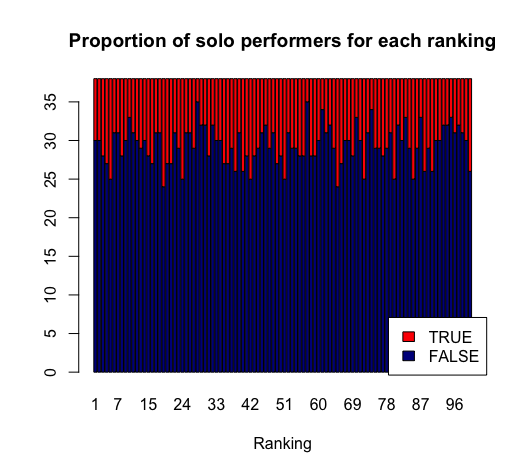 Proportion of solo performers for each ranking
35
30
25
20
15
10
5
0
TRUE
FALSE
1 7 15 24 33 42 51 60 69 78 87 96
Ranking